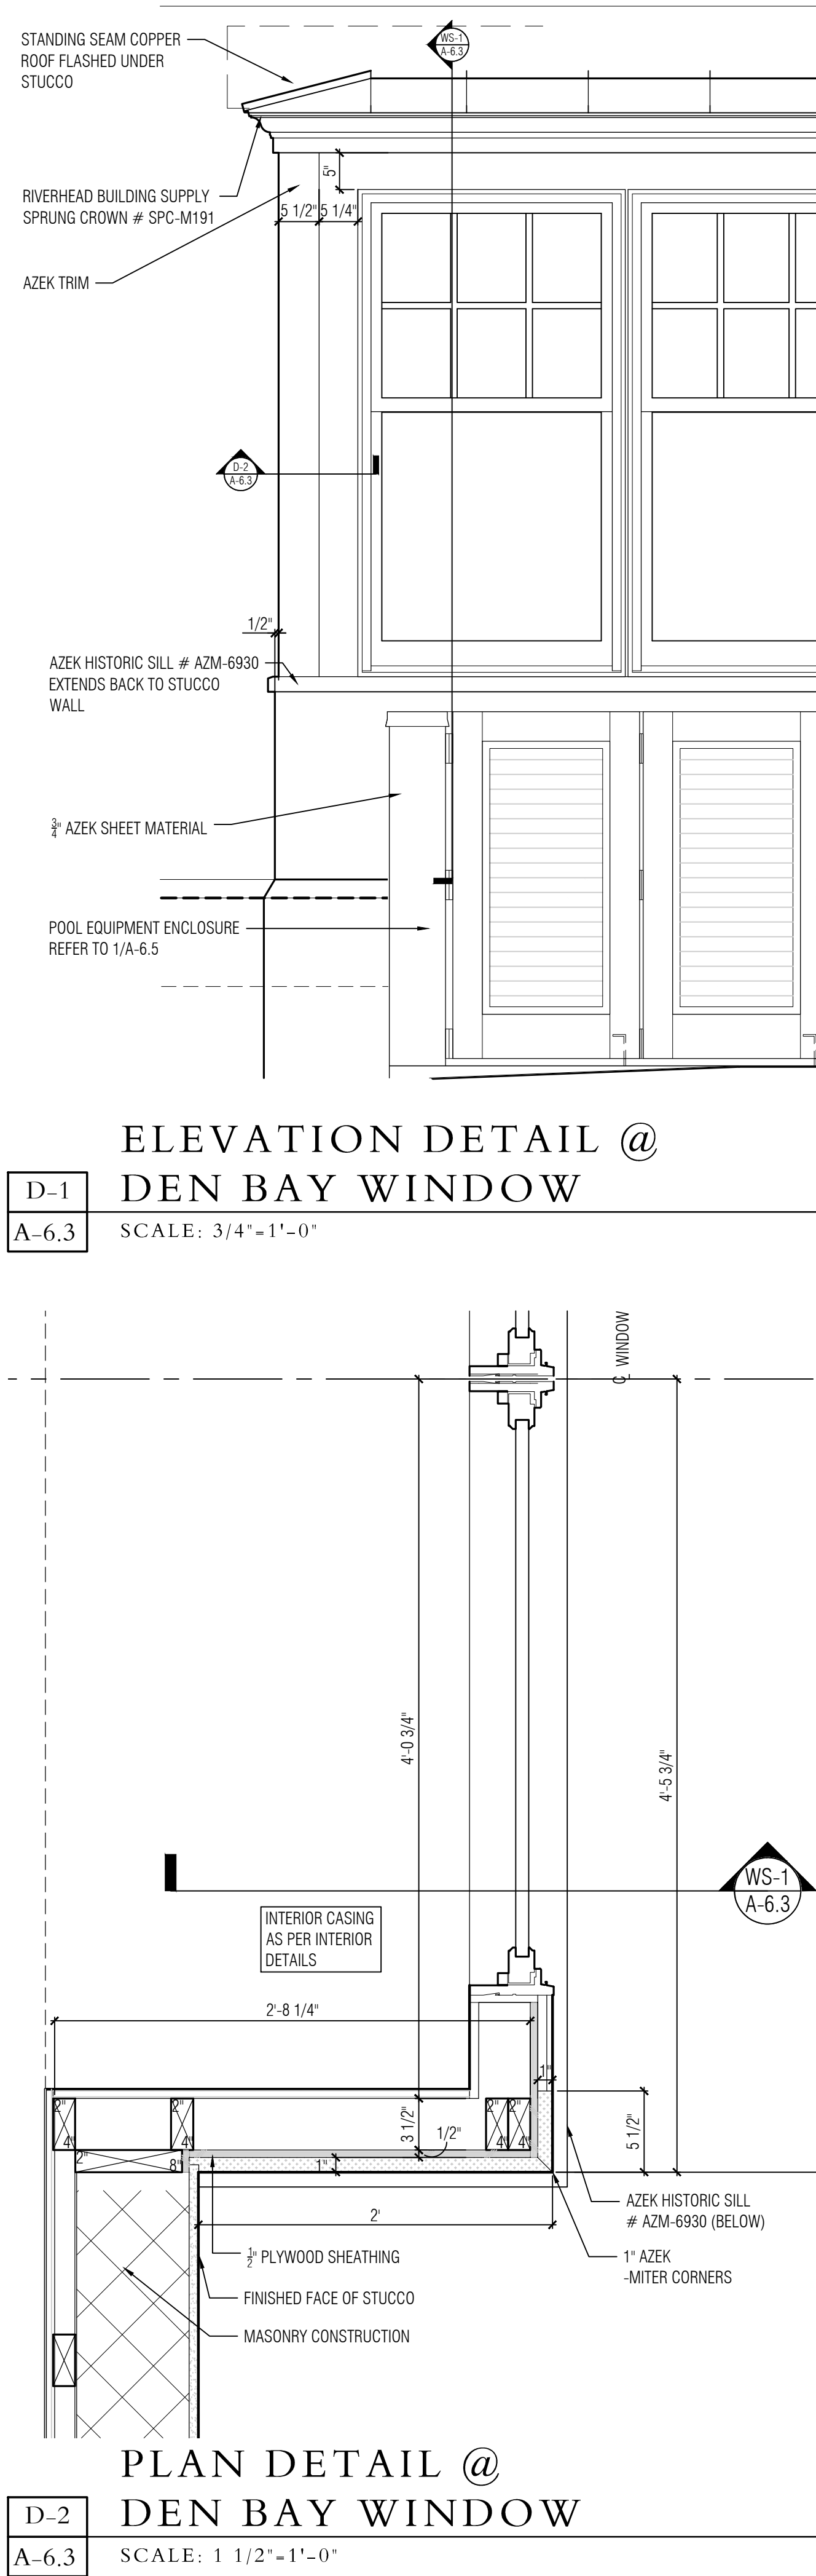 STANDING SEAM COPPER
ROOF FLASHED UNDER
STUCCO
WS-1
A-6.3
RIVERHEAD BUILDING SUPPLY
SPRUNG CROWN # SPC-M191
5"
5 1/2"
5 1/4"
AZEK TRIM
D-2
A-6.3
1/2"
AZEK HISTORIC SILL # AZM-6930
EXTENDS BACK TO STUCCO
WALL
3/4" AZEK SHEET MATERIAL
POOL EQUIPMENT ENCLOSURE
REFER TO 1/A-6.5
ELEVATION DETAIL @
DEN BAY WINDOW
D-1
A-6.3
SCALE: 3/4"=1'-0"
℄ WINDOW
4'-0 3/4"
4'-5 3/4"
WS-1
A-6.3
INTERIOR CASING
AS PER INTERIOR
DETAILS
2'-8 1/4"
1"
2"
4"
2"
4"
2"
4"
2"
4"
3 1/2"
1/2"
5 1/2"
2"
8"
1"
2'
AZEK HISTORIC SILL
# AZM-6930 (BELOW)
1/2" PLYWOOD SHEATHING
1" AZEK
-MITER CORNERS
FINISHED FACE OF STUCCO
MASONRY CONSTRUCTION
PLAN DETAIL @
DEN BAY WINDOW
D-2
A-6.3
SCALE: 1 1/2"=1'-0"